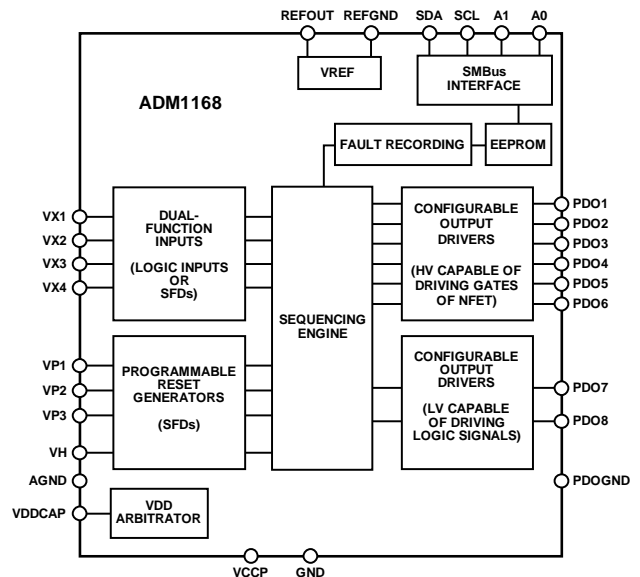 REFOUT REFGND SDA SCL A1 A0
VREF
SMBus
INTERFACE
ADM1168
FAULT RECORDING
EEPROM
VX1
VX2
VX3
VX4
DUAL-
FUNCTION
INPUTS
(LOGIC INPUTS
OR
SFDs)
SEQUENCING
ENGINE
CONFIGURABLE
OUTPUT
DRIVERS
(HV CAPABLE OF
DRIVING GATES
OF NFET)
PDO1
PDO2
PDO3
PDO4
PDO5
PDO6
VP1
VP2
VP3
VH
PROGRAMMABLE
RESET
GENERATORS
(SFDs)
CONFIGURABLE
OUTPUT
DRIVERS
(LV CAPABLE
OF DRIVING
LOGIC SIGNALS)
PDO7
PDO8
AGND
PDOGND
VDDCAP
VDD
ARBITRATOR
VCCP GND